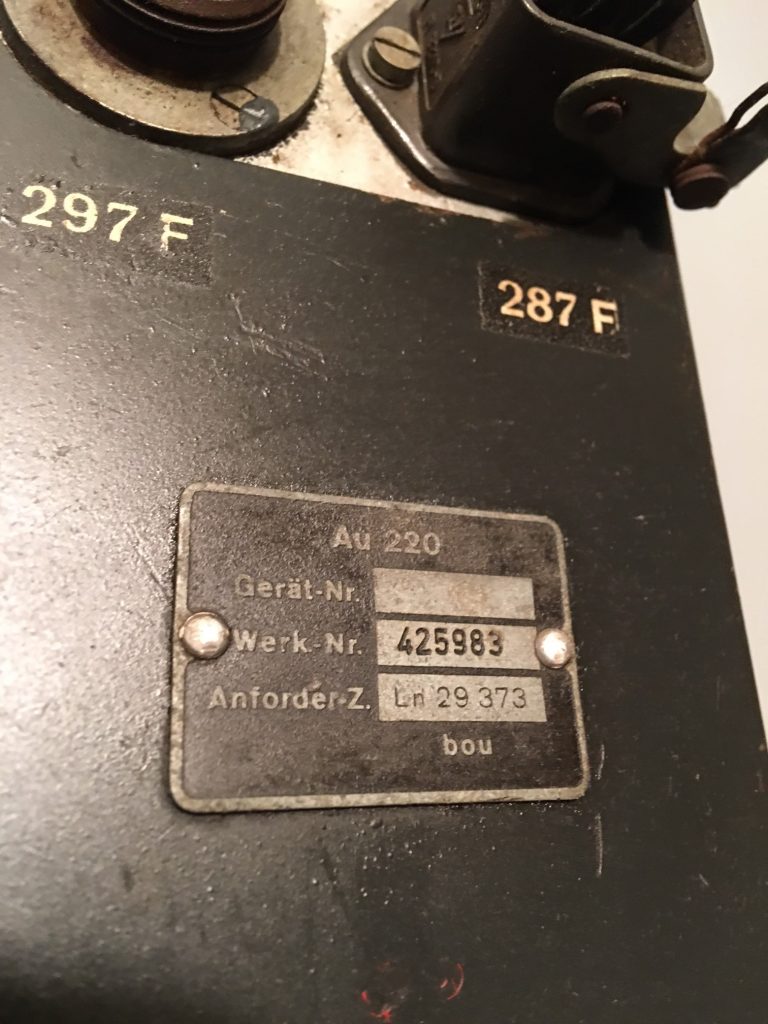 297 F
287 F
Au 220
Gerät-Nr.
Werk-Nr. 425983
Anforder-Z. Ln 29 373
bou